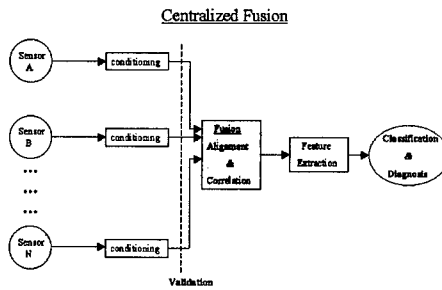 Centralized Fusion
Sensor
A
conditioning
Sensor
B
conditioning
...
...
...
Sensor
N
conditioning
Fusion
Alignment
&
Correlation
Feature
Extraction
Classification
&
Diagnosis
Validation